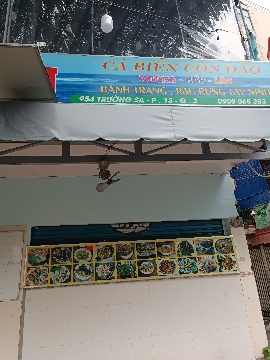 CÁ BIỂN CÔN ĐẢO
BÁNH TRÁNG, RAU RỪNG TÂY NINH
954 TRƯỜNG SA - P. 13 - Q. 3 0909 068 383